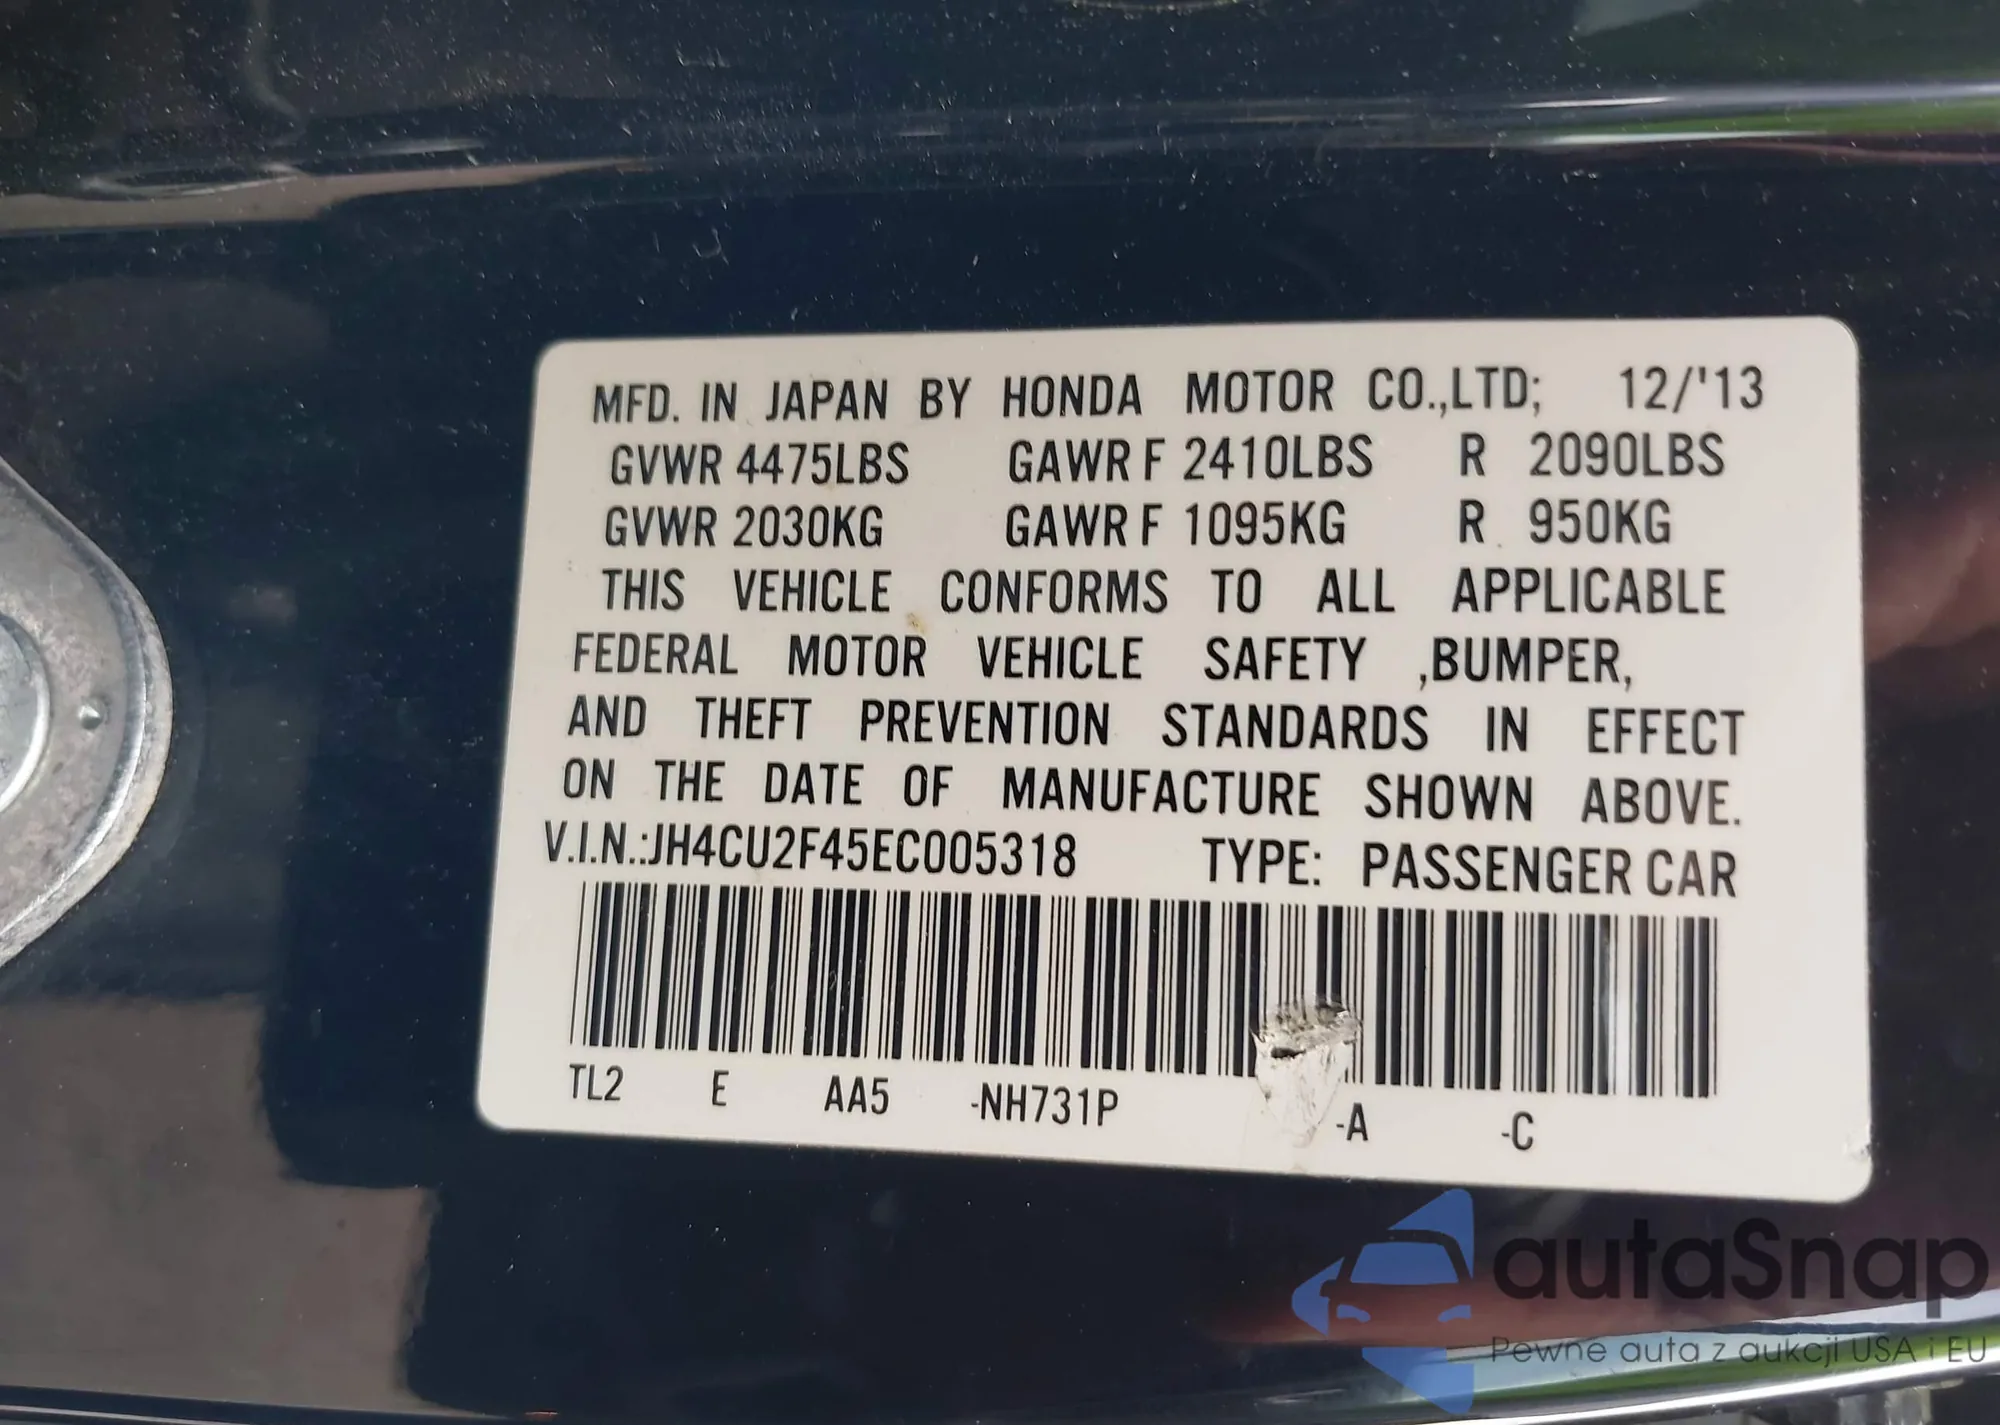 MFD. IN JAPAN BY HONDA MOTOR CO.,LTD; 12/'13
GVWR 4475LBS GAWR F 2410LBS R 2090LBS
GVWR 2030KG GAWR F 1095KG R 950KG
THIS VEHICLE CONFORMS TO ALL APPLICABLE
FEDERAL MOTOR VEHICLE SAFETY ,BUMPER,
AND THEFT PREVENTION STANDARDS IN EFFECT
ON THE DATE OF MANUFACTURE SHOWN ABOVE.
V.I.N.:JH4CU2F45EC005318 TYPE: PASSENGER CAR
TL2 E AA5 -NH731P -A -C
autaSnap
Pewne auta z aukcji USA i EU